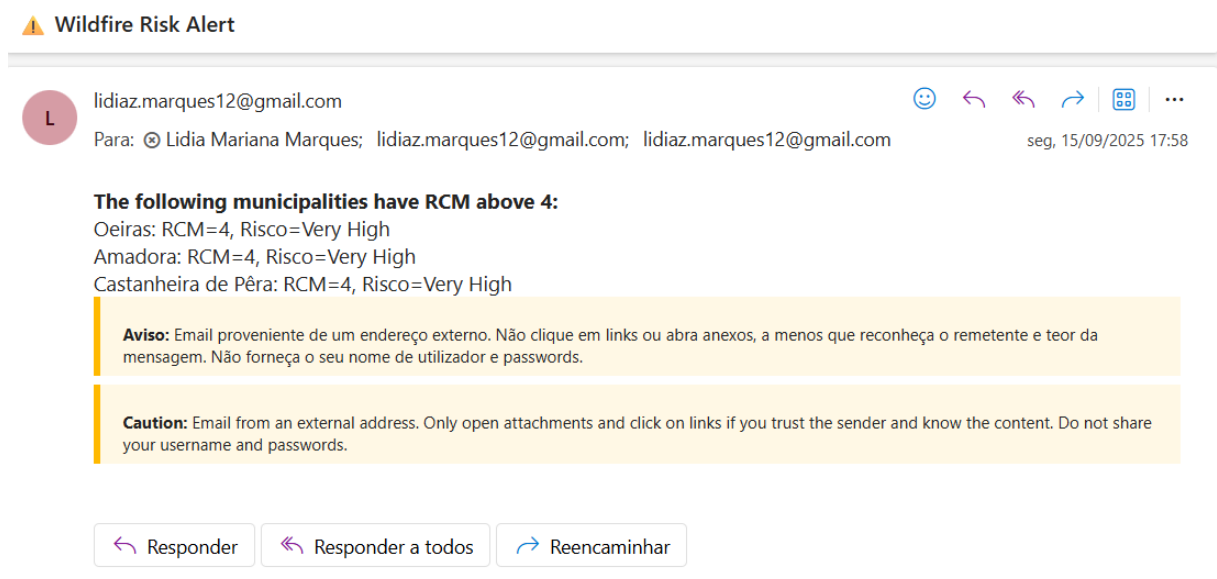 ⚠ Wildfire Risk Alert
L
lidiaz.marques12@gmail.com
Para: Lidia Mariana Marques; lidiaz.marques12@gmail.com; lidiaz.marques12@gmail.com
seg, 15/09/2025 17:58
The following municipalities have RCM above 4:
Oeiras: RCM=4, Risco=Very High
Amadora: RCM=4, Risco=Very High
Castanheira de Pêra: RCM=4, Risco=Very High
Aviso: Email proveniente de um endereço externo. Não clique em links ou abra anexos, a menos que reconheça o remetente e teor da
mensagem. Não forneça o seu nome de utilizador e passwords.
Caution: Email from an external address. Only open attachments and click on links if you trust the sender and know the content. Do not share
your username and passwords.
Responder
Responder a todos
Reencaminhar